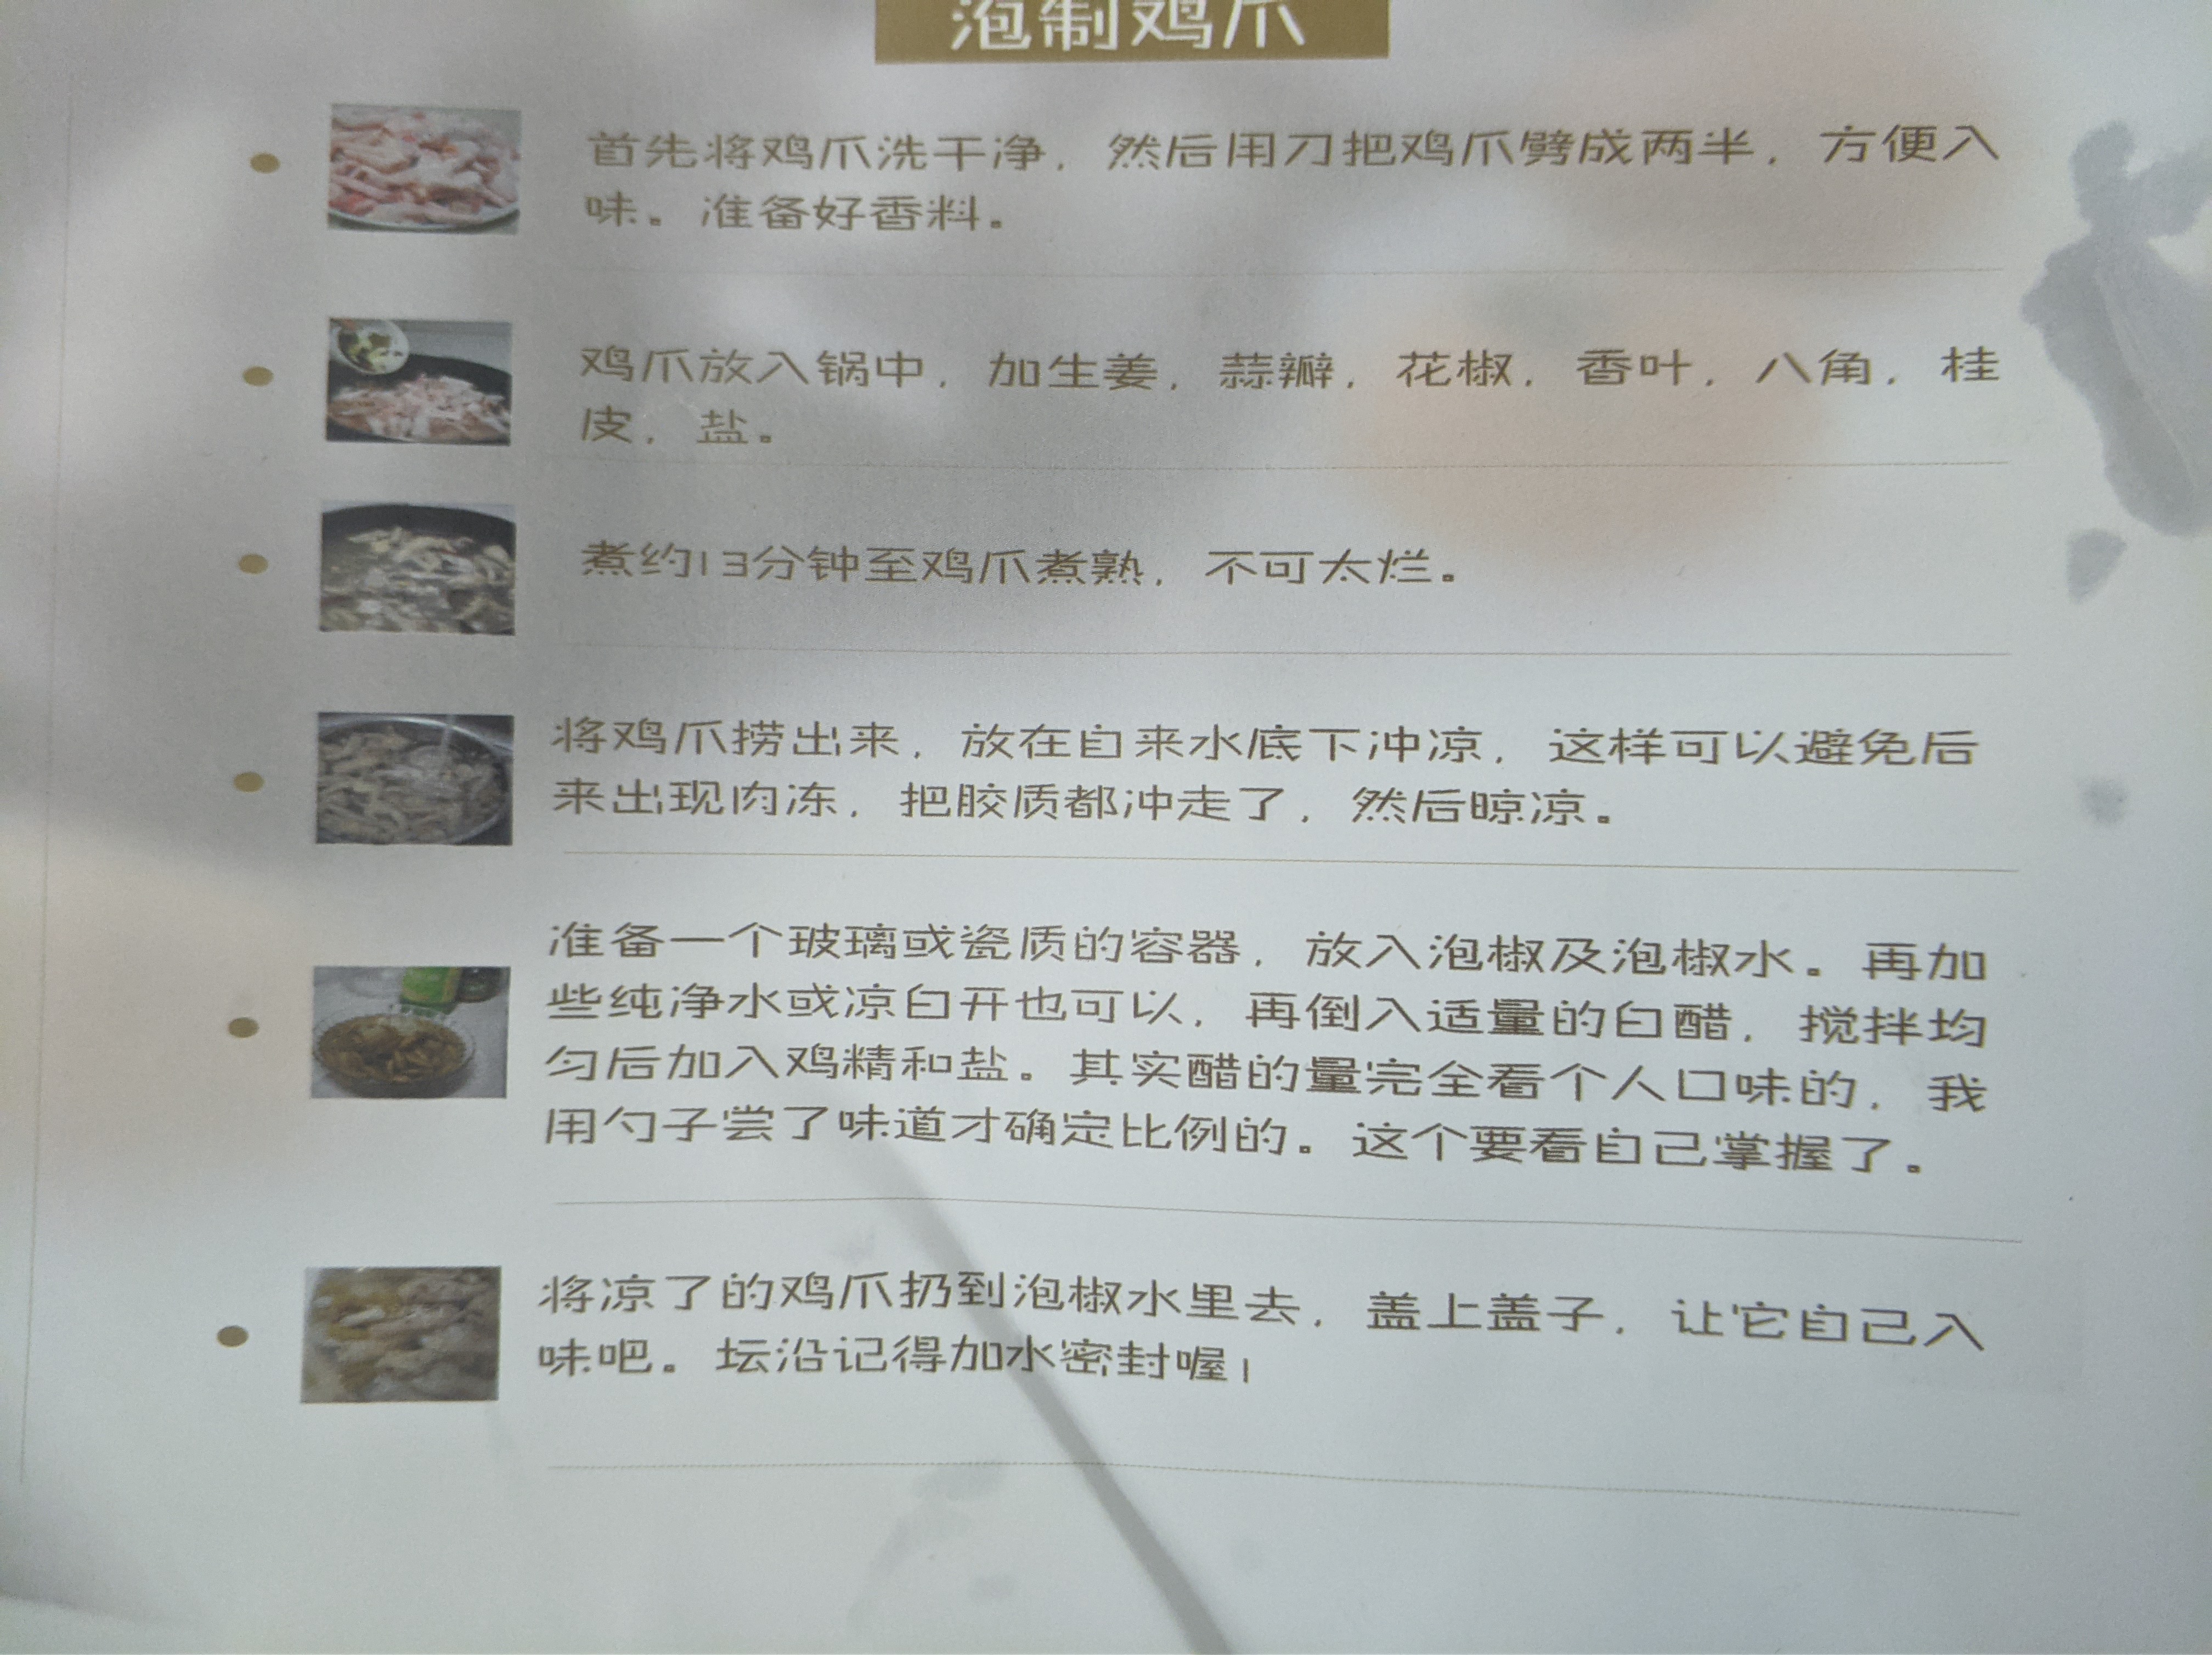 泡制鸡爪
首先将鸡爪洗干净，然后用刀把鸡爪劈成两半，方便入
味。准备好香料。
鸡爪放入锅中，加生姜，蒜瓣，花椒，香叶，八角，桂
皮，盐。
煮约13分钟至鸡爪煮熟，不可太烂。
将鸡爪捞出来，放在自来水底下冲凉，这样可以避免后
来出现肉冻，把胶质都冲走了，然后晾凉。
准备一个玻璃或瓷质的容器，放入泡椒及泡椒水。再加
些纯净水或凉白开也可以，再倒入适量的白醋，搅拌均
匀后加入鸡精和盐。其实醋的量完全看个人口味的，我
用勺子尝了味道才确定比例的。这个要看自己掌握了。
将凉了的鸡爪扔到泡椒水里去，盖上盖子，让它自己入
味吧。坛沿记得加水密封喔！